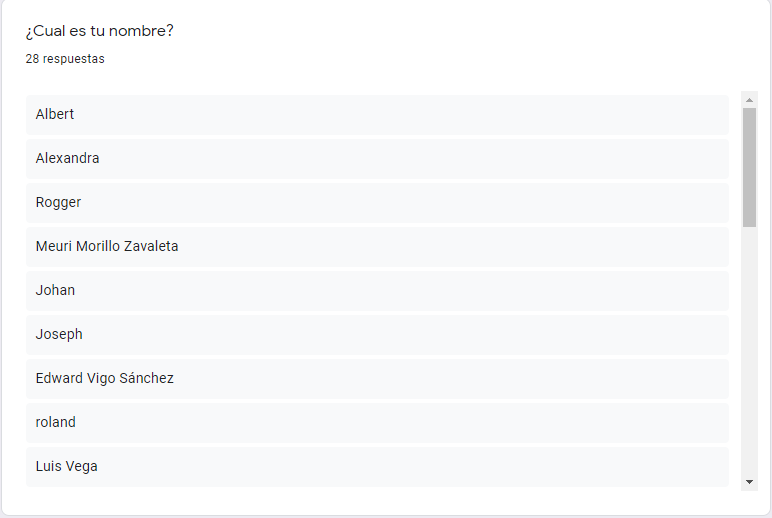 ¿Cual es tu nombre?
28 respuestas
Albert
Alexandra
Rogger
Meuri Morillo Zavaleta
Johan
Joseph
Edward Vigo Sánchez
roland
Luis Vega